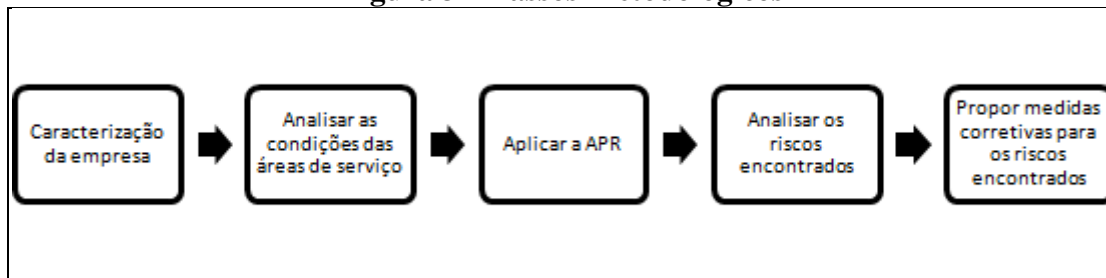 Caracterização
da empresa
Analisar as
condições das
áreas de serviço
Aplicar a APR
Analisar os
riscos
encontrados
Propor medidas
corretivas para
os riscos
encontrados